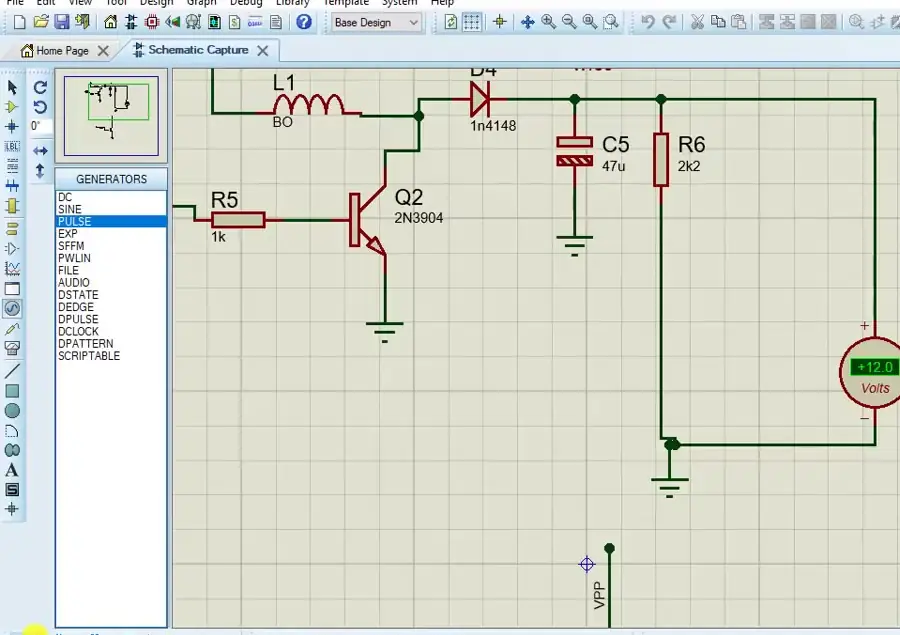 File Edit View Tool Design Graph Debug Library Template System Help
Base Design
Home Page
Schematic Capture
0°
LBL
GENERATORS
DC
SINE
PULSE
EXP
SFFM
PWLIN
FILE
AUDIO
DSTATE
DEDGE
DPULSE
DCLOCK
DPATTERN
SCRIPTABLE
A
S
L1
BO
D4
1n4148
C5
47u
R6
2k2
R5
1k
Q2
2N3904
+
+12.0
Volts
−
VPP